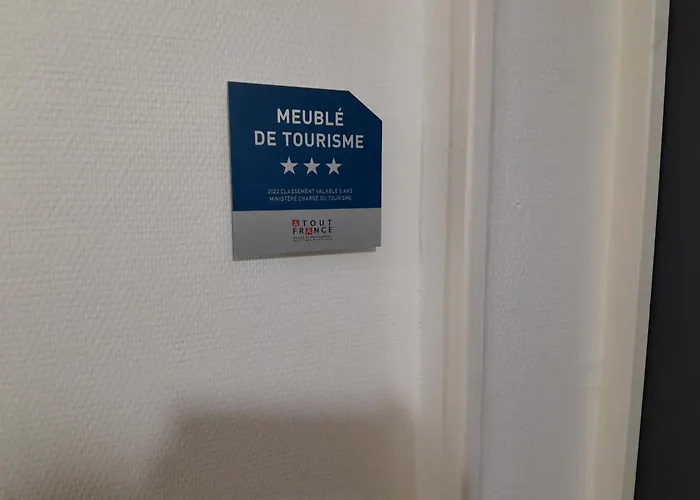 MEUBLÉ
DE TOURISME
2022 CLASSEMENT VALABLE 5 ANS
MINISTÈRE CHARGÉ DU TOURISME
ATOUT
FRANCE